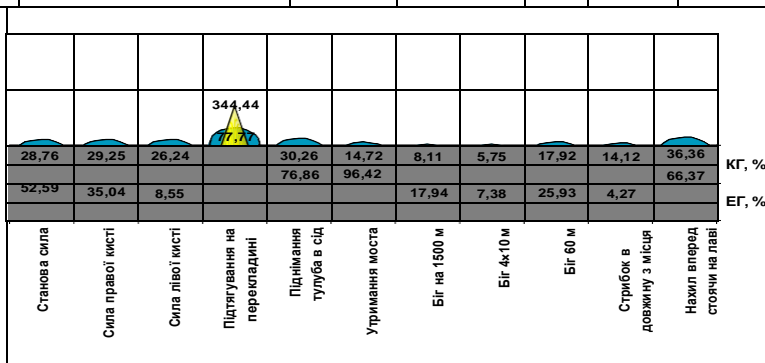 344,44
77,77
28,76 29,25 26,24 30,26 14,72 8,11 5,75 17,92 14,12 36,36
КГ, %
76,86 96,42 66,37
52,59 35,04 8,55 17,94 7,38 25,93 4,27
ЕГ, %
Станова сила
Сила правої кисті
Сила лівої кисті
Підтягування на
перекладині
Піднімання
тулуба в сід
Утримання моста
Біг на 1500 м
Біг 4х10 м
Біг 60 м
Стрибок в
довжину з місця
Нахил вперед
стоячи на лаві